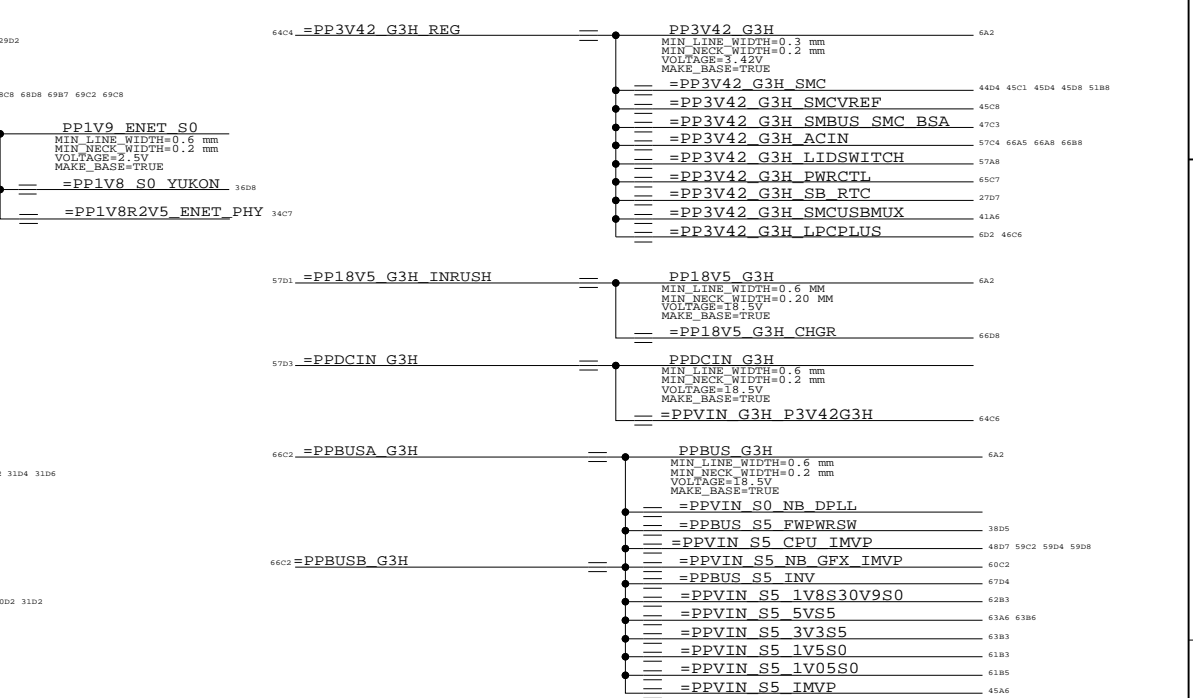 29D2
8C8 68D8 69B7 69C2 69C8
PP1V9_ENET_S0
MIN_LINE_WIDTH=0.6 mm
MIN_NECK_WIDTH=0.2 mm
VOLTAGE=2.5V
MAKE_BASE=TRUE
=PP1V8_S0_YUKON 36D8
=PP1V8R2V5_ENET_PHY 34C7
31D4 31D6
0D2 31D2
64C4 =PP3V42_G3H_REG
PP3V42_G3H 6A2
MIN_LINE_WIDTH=0.3 mm
MIN_NECK_WIDTH=0.2 mm
VOLTAGE=3.42V
MAKE_BASE=TRUE
=PP3V42_G3H_SMC 44D4 45C1 45D4 45D8 51B8
=PP3V42_G3H_SMCVREF 45C8
=PP3V42_G3H_SMBUS_SMC_BSA 47C3
=PP3V42_G3H_ACIN 57C4 66A5 66A8 66B8
=PP3V42_G3H_LIDSWITCH 57A8
=PP3V42_G3H_PWRCTL 65C7
=PP3V42_G3H_SB_RTC 27D7
=PP3V42_G3H_SMCUSBMUX 41A6
=PP3V42_G3H_LPCPLUS 6D2 46C6
57D1 =PP18V5_G3H_INRUSH
PP18V5_G3H 6A2
MIN_LINE_WIDTH=0.6 MM
MIN_NECK_WIDTH=0.20 MM
VOLTAGE=18.5V
MAKE_BASE=TRUE
=PP18V5_G3H_CHGR 66D8
57D3 =PPDCIN_G3H
PPDCIN_G3H
MIN_LINE_WIDTH=0.6 mm
MIN_NECK_WIDTH=0.2 mm
VOLTAGE=18.5V
MAKE_BASE=TRUE
=PPVIN_G3H_P3V42G3H 64C6
66C2 =PPBUSA_G3H
PPBUS_G3H 6A2
MIN_LINE_WIDTH=0.6 mm
MIN_NECK_WIDTH=0.2 mm
VOLTAGE=18.5V
MAKE_BASE=TRUE
=PPVIN_S0_NB_DPLL
=PPBUS_S5_FWPWRSW 38D5
=PPVIN_S5_CPU_IMVP 48D7 59C2 59D4 59D8
66C2 =PPBUSB_G3H
=PPVIN_S5_NB_GFX_IMVP 60C2
=PPBUS_S5_INV 67D4
=PPVIN_S5_1V8S30V9S0 62B3
=PPVIN_S5_5VS5 63A6 63B6
=PPVIN_S5_3V3S5 63B3
=PPVIN_S5_1V5S0 61B3
=PPVIN_S5_1V05S0 61B5
=PPVIN_S5_IMVP 45A6